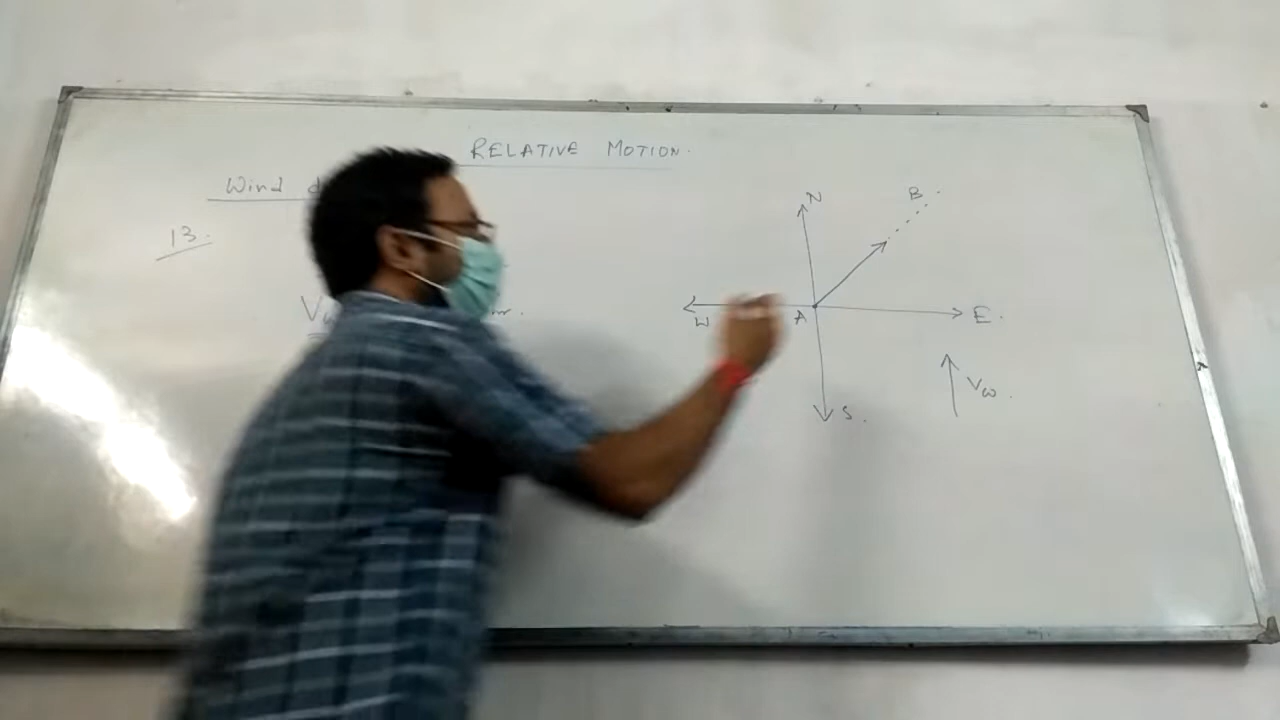 RELATIVE MOTION.
Wind
13.
N
B
W
A
E.
Vw.
S.